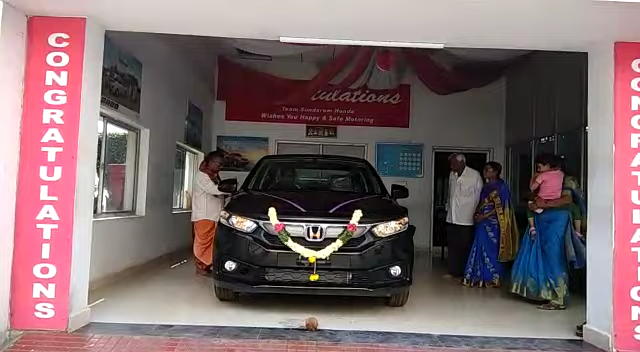 CONGRATULATIONS
ulations
Team Sundaram Honda
Wishes You Happy & Safe Motoring
CONGRATULATIONS